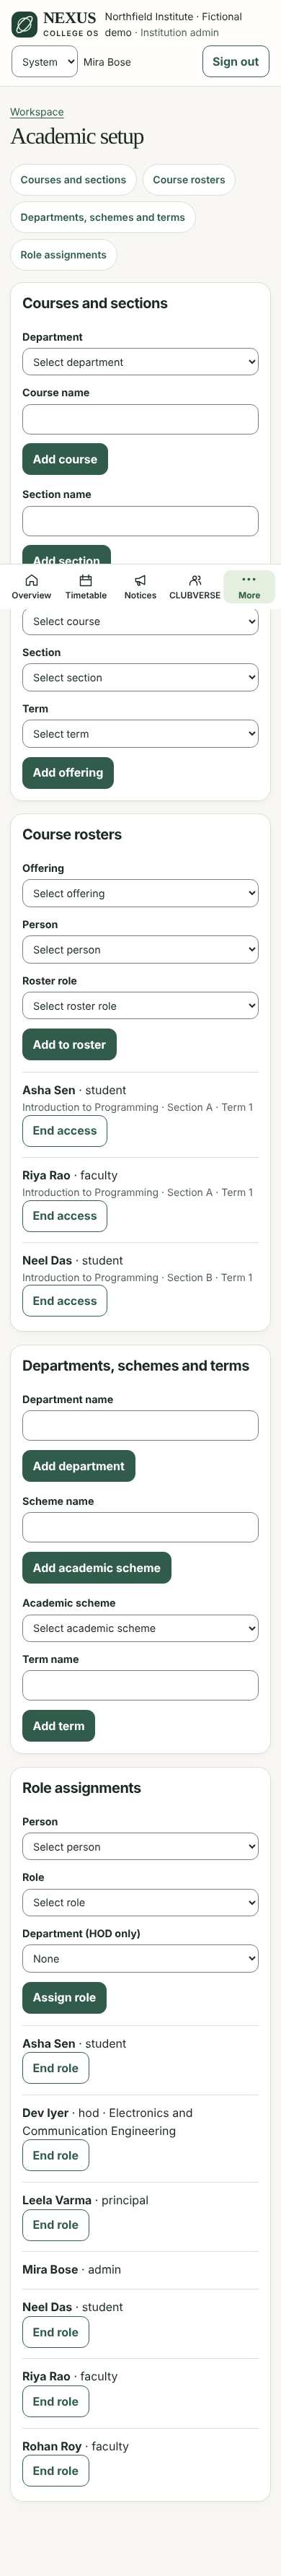 NEXUS
COLLEGE OS
Northfield Institute · Fictional
demo · Institution admin
System
Mira Bose
Sign out
Workspace
Academic setup
Courses and sections
Course rosters
Departments, schemes and terms
Role assignments
Courses and sections
Department
Select department
Course name
Add course
Section name
Add section
Overview
Timetable
Notices
CLUBVERSE
More
Select course
Section
Select section
Term
Select term
Add offering
Course rosters
Offering
Select offering
Person
Select person
Roster role
Select roster role
Add to roster
Asha Sen · student
Introduction to Programming · Section A · Term 1
End access
Riya Rao · faculty
Introduction to Programming · Section A · Term 1
End access
Neel Das · student
Introduction to Programming · Section B · Term 1
End access
Departments, schemes and terms
Department name
Add department
Scheme name
Add academic scheme
Academic scheme
Select academic scheme
Term name
Add term
Role assignments
Person
Select person
Role
Select role
Department (HOD only)
None
Assign role
Asha Sen · student
End role
Dev Iyer · hod · Electronics and
Communication Engineering
End role
Leela Varma · principal
End role
Mira Bose · admin
Neel Das · student
End role
Riya Rao · faculty
End role
Rohan Roy · faculty
End role